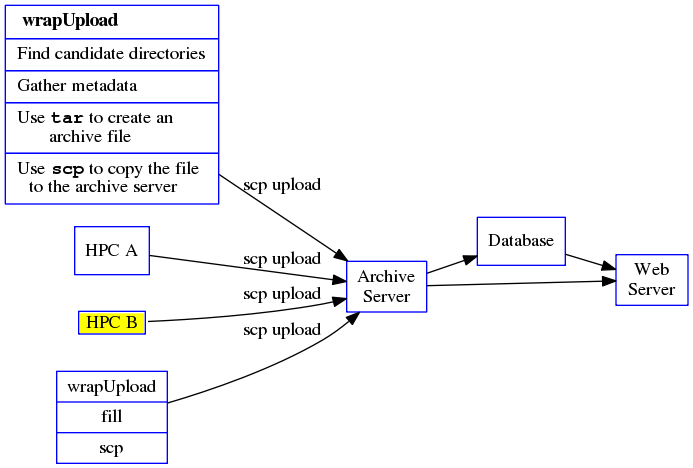 wrapUpload
Find candidate directories
Gather metadata
Use tar to create an
archive file
Use scp to copy the file
to the archive server
scp upload
HPC A
scp upload
HPC B
scp upload
scp upload
wrapUpload
fill
scp
Archive
Server
Database
Web
Server